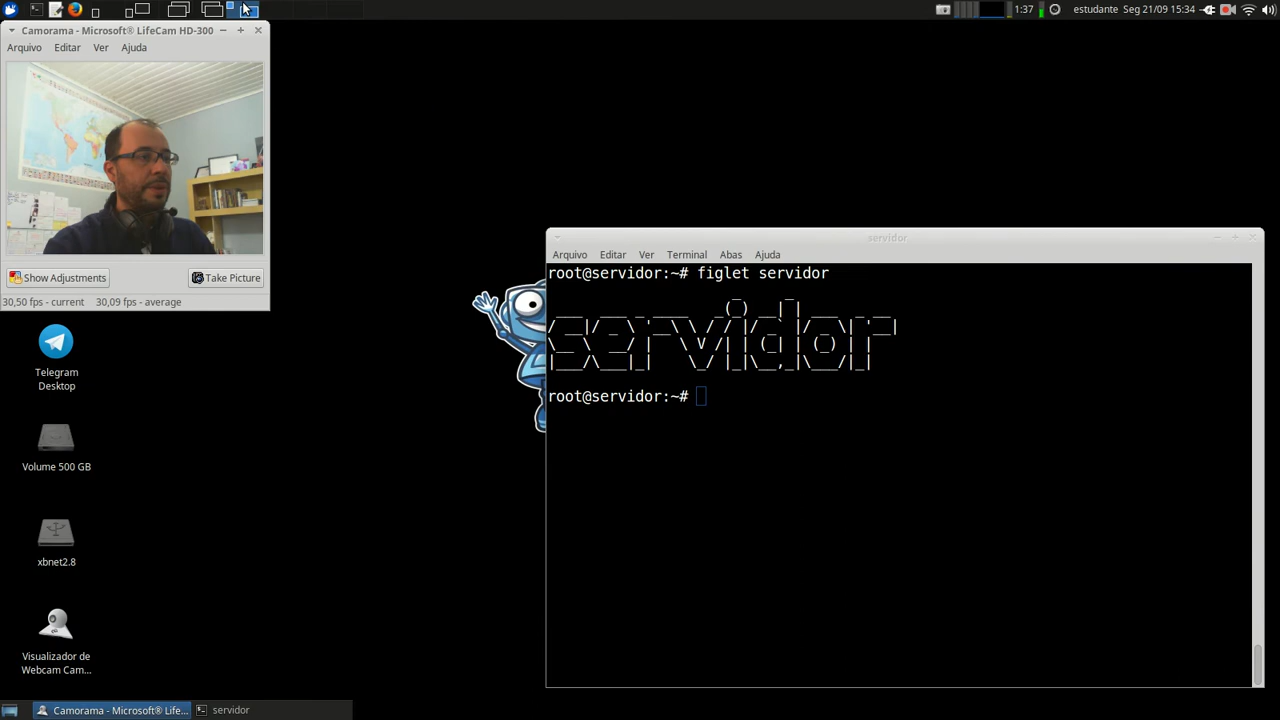 1:37
estudante Seg 21/09 15:34
Camorama - Microsoft® LifeCam HD-300
Arquivo Editar Ver Ajuda
Show Adjustments
Take Picture
30,50 fps - current 30,09 fps - average
Telegram
Desktop
Volume 500 GB
xbnet2.8
Visualizador de
Webcam Cam...
servidor
Arquivo Editar Ver Terminal Abas Ajuda
root@servidor:~# figlet servidor
servidor
root@servidor:~#
Camorama - Microsoft® Life...
servidor